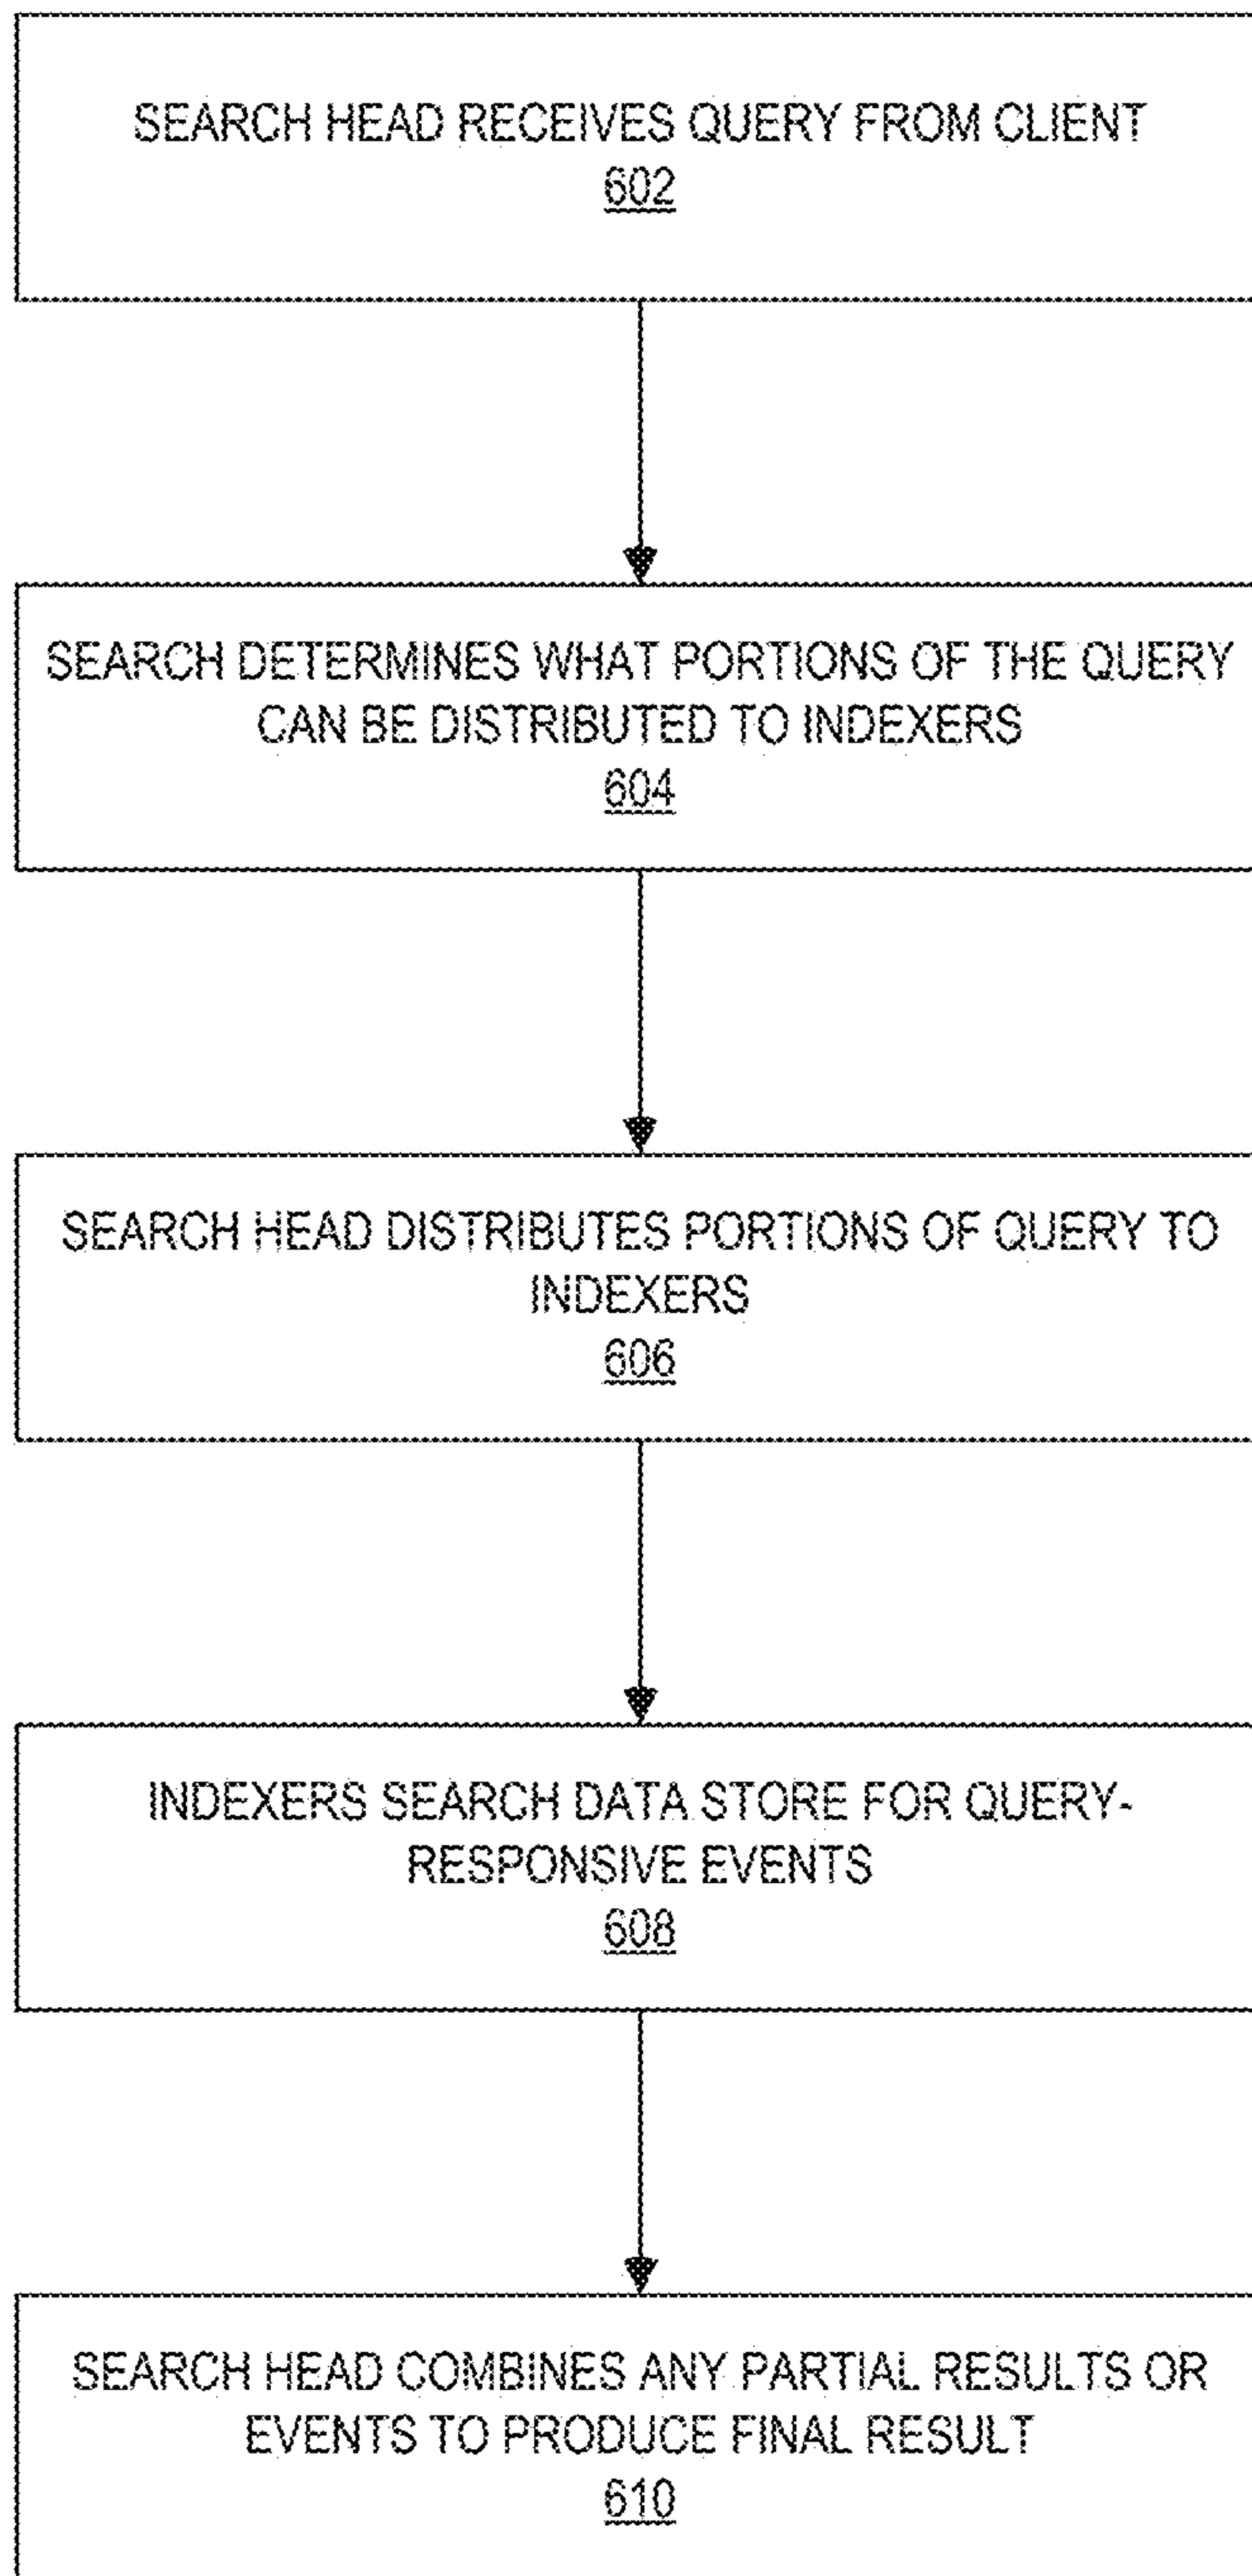 SEARCH HEAD RECEIVES QUERY FROM CLIENT
602
SEARCH DETERMINES WHAT PORTIONS OF THE QUERY
CAN BE DISTRIBUTED TO INDEXERS
604
SEARCH HEAD DISTRIBUTES PORTIONS OF QUERY TO
INDEXERS
606
INDEXERS SEARCH DATA STORE FOR QUERY-
RESPONSIVE EVENTS
608
SEARCH HEAD COMBINES ANY PARTIAL RESULTS OR
EVENTS TO PRODUCE FINAL RESULT
610